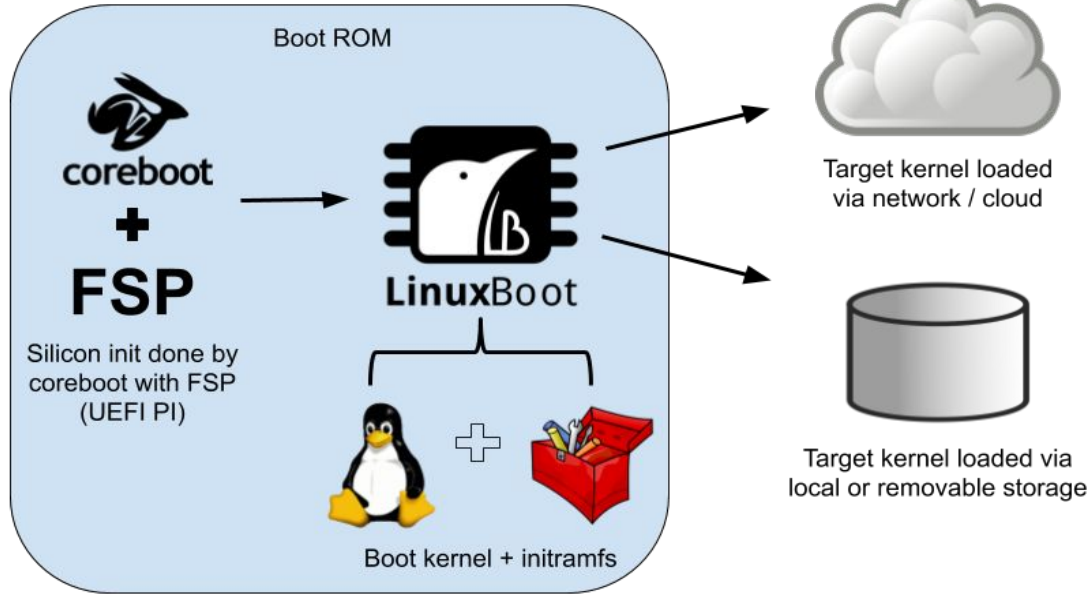 Boot ROM
coreboot
FSP
Silicon init done by
coreboot with FSP
(UEFI PI)
LB
LinuxBoot
Boot kernel + initramfs
Target kernel loaded
via network / cloud
Target kernel loaded via
local or removable storage